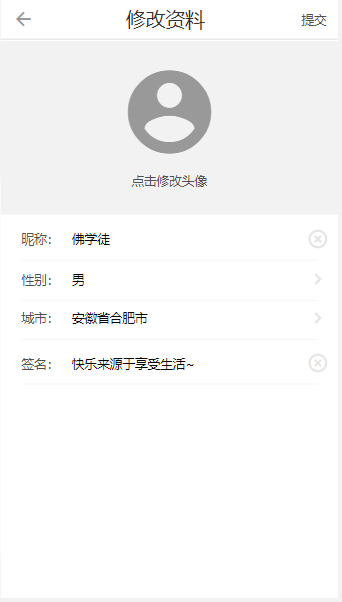 修改资料 提交
点击修改头像
昵称： 佛学徒
性别： 男
城市： 安徽省合肥市
签名： 快乐来源于享受生活~